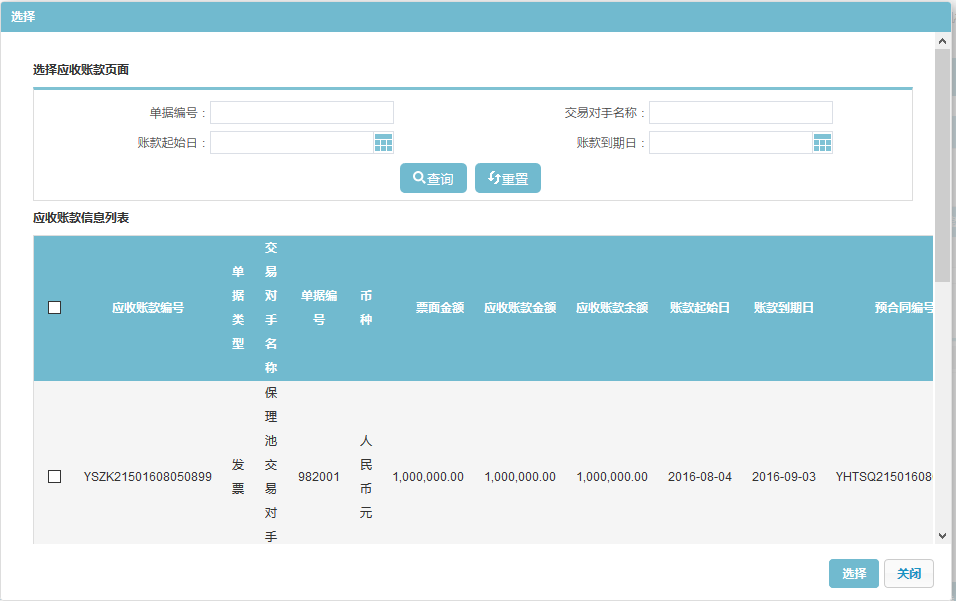 选择
选择应收账款页面
单据编号：
交易对手名称：
账款起始日：
账款到期日：
查询
重置
应收账款信息列表
应收账款编号
单据类型
交易对手名称
单据编号
币种
票面金额
应收账款金额
应收账款余额
账款起始日
账款到期日
预合同编号
YSZK21501608050899
发票
保理池交易对手
982001
人民币元
1,000,000.00
1,000,000.00
1,000,000.00
2016-08-04
2016-09-03
YHTSQ21501608
选择
关闭